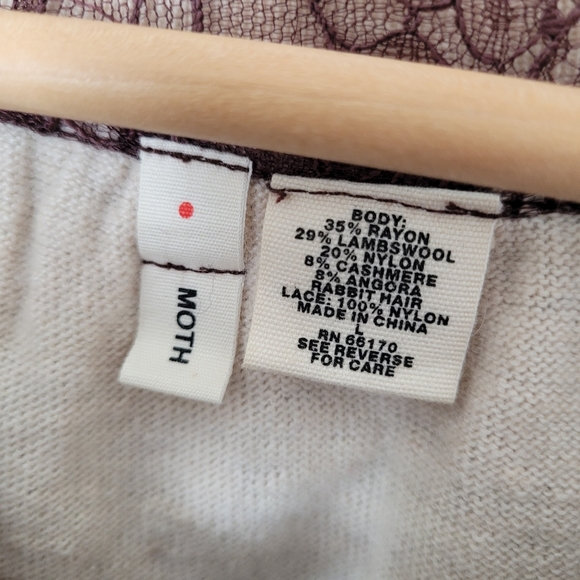 MOTH
BODY:
35% RAYON
29% LAMBSWOOL
20% NYLON
8% CASHMERE
8% ANGORA
RABBIT HAIR
LACE: 100% NYLON
MADE IN CHINA
L
RN 66170
SEE REVERSE
FOR CARE